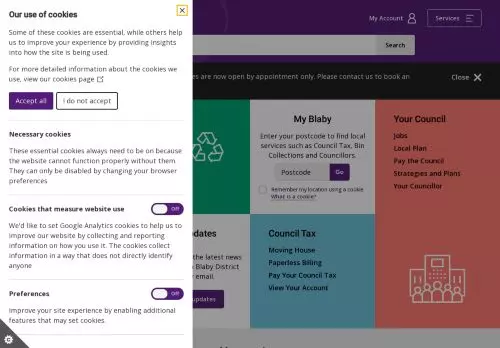 Our use of cookies
Some of these cookies are essential, while others help
us to improve your experience by providing insights
into how the site is being used.
For more detailed information about the cookies we
use, view our cookies page
Accept all
I do not accept
Necessary cookies
These essential cookies always need to be on because
the website cannot function properly without them.
They can only be disabled by changing your browser
preferences
Cookies that measure website use
Off
We'd like to set Google Analytics cookies to help us to
improve our website by collecting and reporting
information on how you use it. The cookies collect
information in a way that does not directly identify
anyone
Preferences
Off
Improve your site experience by enabling additional
features that may set cookies.
My Account
Services
Search
es are now open by appointment only. Please contact us to book an
Close
My Blaby
Enter your postcode to find local
services such as Council Tax, Bin
Collections and Councillors.
Postcode
Go
Remember my location using a cookie
What is a cookie?
Your Council
Jobs
Local Plan
Pay the Council
Strategies and Plans
Your Councillor
dates
the latest news
Blaby District
email.
updates
Council Tax
Moving House
Paperless Billing
Pay Your Council Tax
View Your Account